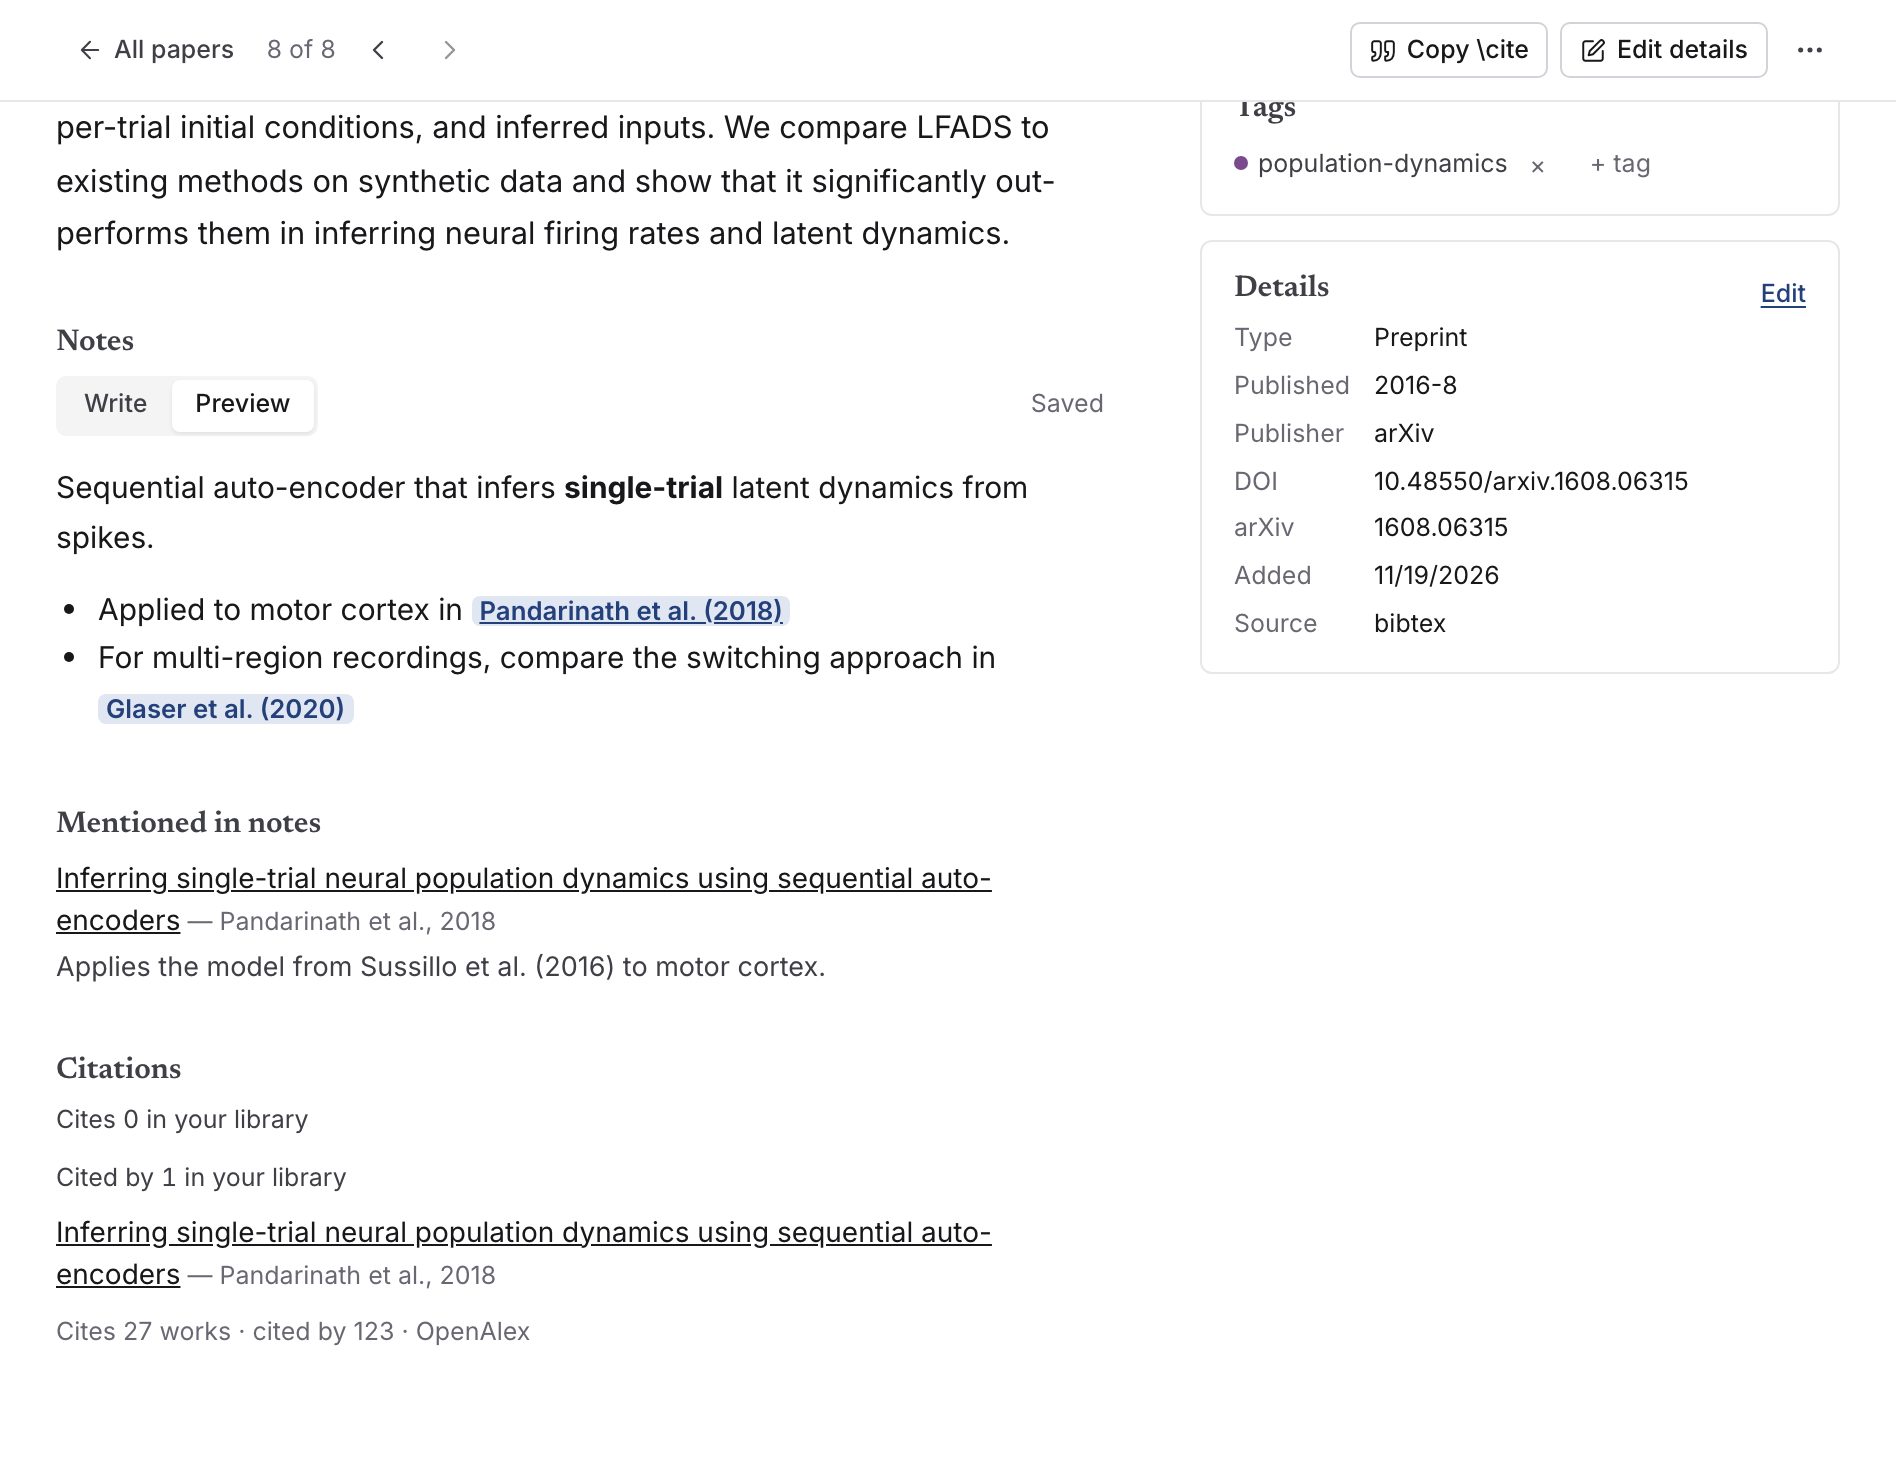 All papers 8 of 8
Copy \cite
Edit details
per-trial initial conditions, and inferred inputs. We compare LFADS to
existing methods on synthetic data and show that it significantly out-
performs them in inferring neural firing rates and latent dynamics.
Notes
Write Preview
Saved
Sequential auto-encoder that infers single-trial latent dynamics from
spikes.
• Applied to motor cortex in Pandarinath et al. (2018)
• For multi-region recordings, compare the switching approach in
Glaser et al. (2020)
Mentioned in notes
Inferring single-trial neural population dynamics using sequential auto-
encoders — Pandarinath et al., 2018
Applies the model from Sussillo et al. (2016) to motor cortex.
Citations
Cites 0 in your library
Cited by 1 in your library
Inferring single-trial neural population dynamics using sequential auto-
encoders — Pandarinath et al., 2018
Cites 27 works · cited by 123 · OpenAlex
Tags
population-dynamics × + tag
Details
Edit
Type Preprint
Published 2016-8
Publisher arXiv
DOI 10.48550/arxiv.1608.06315
arXiv 1608.06315
Added 11/19/2026
Source bibtex